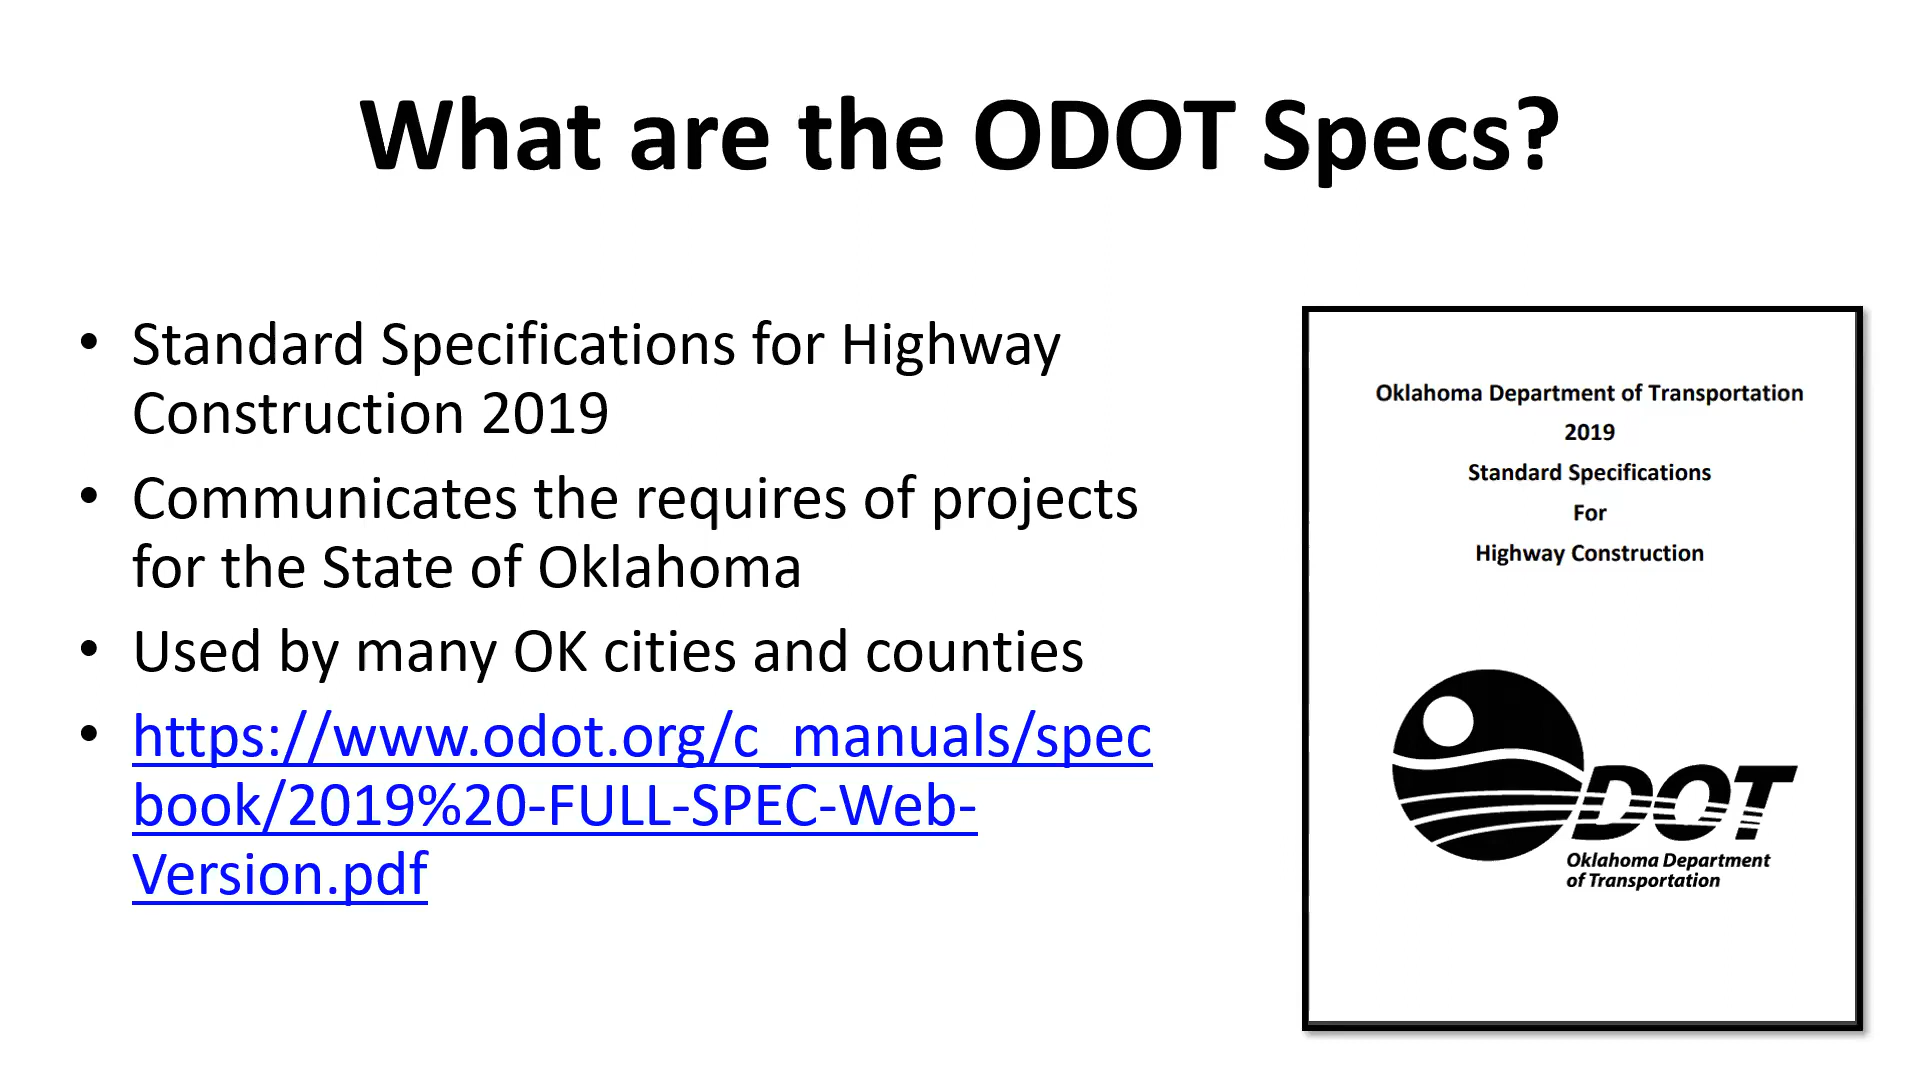 What are the ODOT Specs?
• Standard Specifications for Highway
Construction 2019
• Communicates the requires of projects
for the State of Oklahoma
• Used by many OK cities and counties
• https://www.odot.org/c_manuals/spec
book/2019%20-FULL-SPEC-Web-
Version.pdf
Oklahoma Department of Transportation
2019
Standard Specifications
For
Highway Construction
ODOT
Oklahoma Department
of Transportation